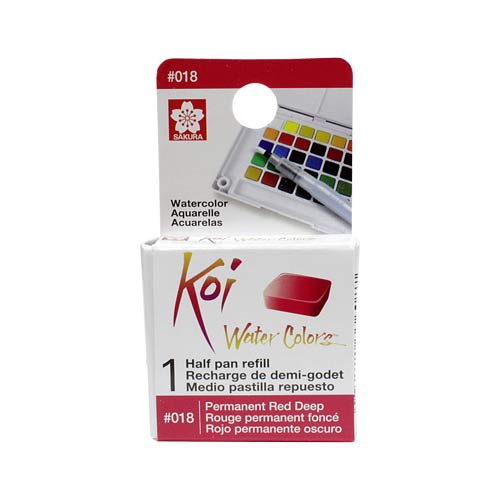 #018
SAKURA
Watercolor
Aquarelle
Acuarelas
Koi
Water Colors
1 Half pan refill
Recharge de demi-godet
Medio pastilla repuesto
#018
Permanent Red Deep
Rouge permanent foncé
Rojo permanente oscuro